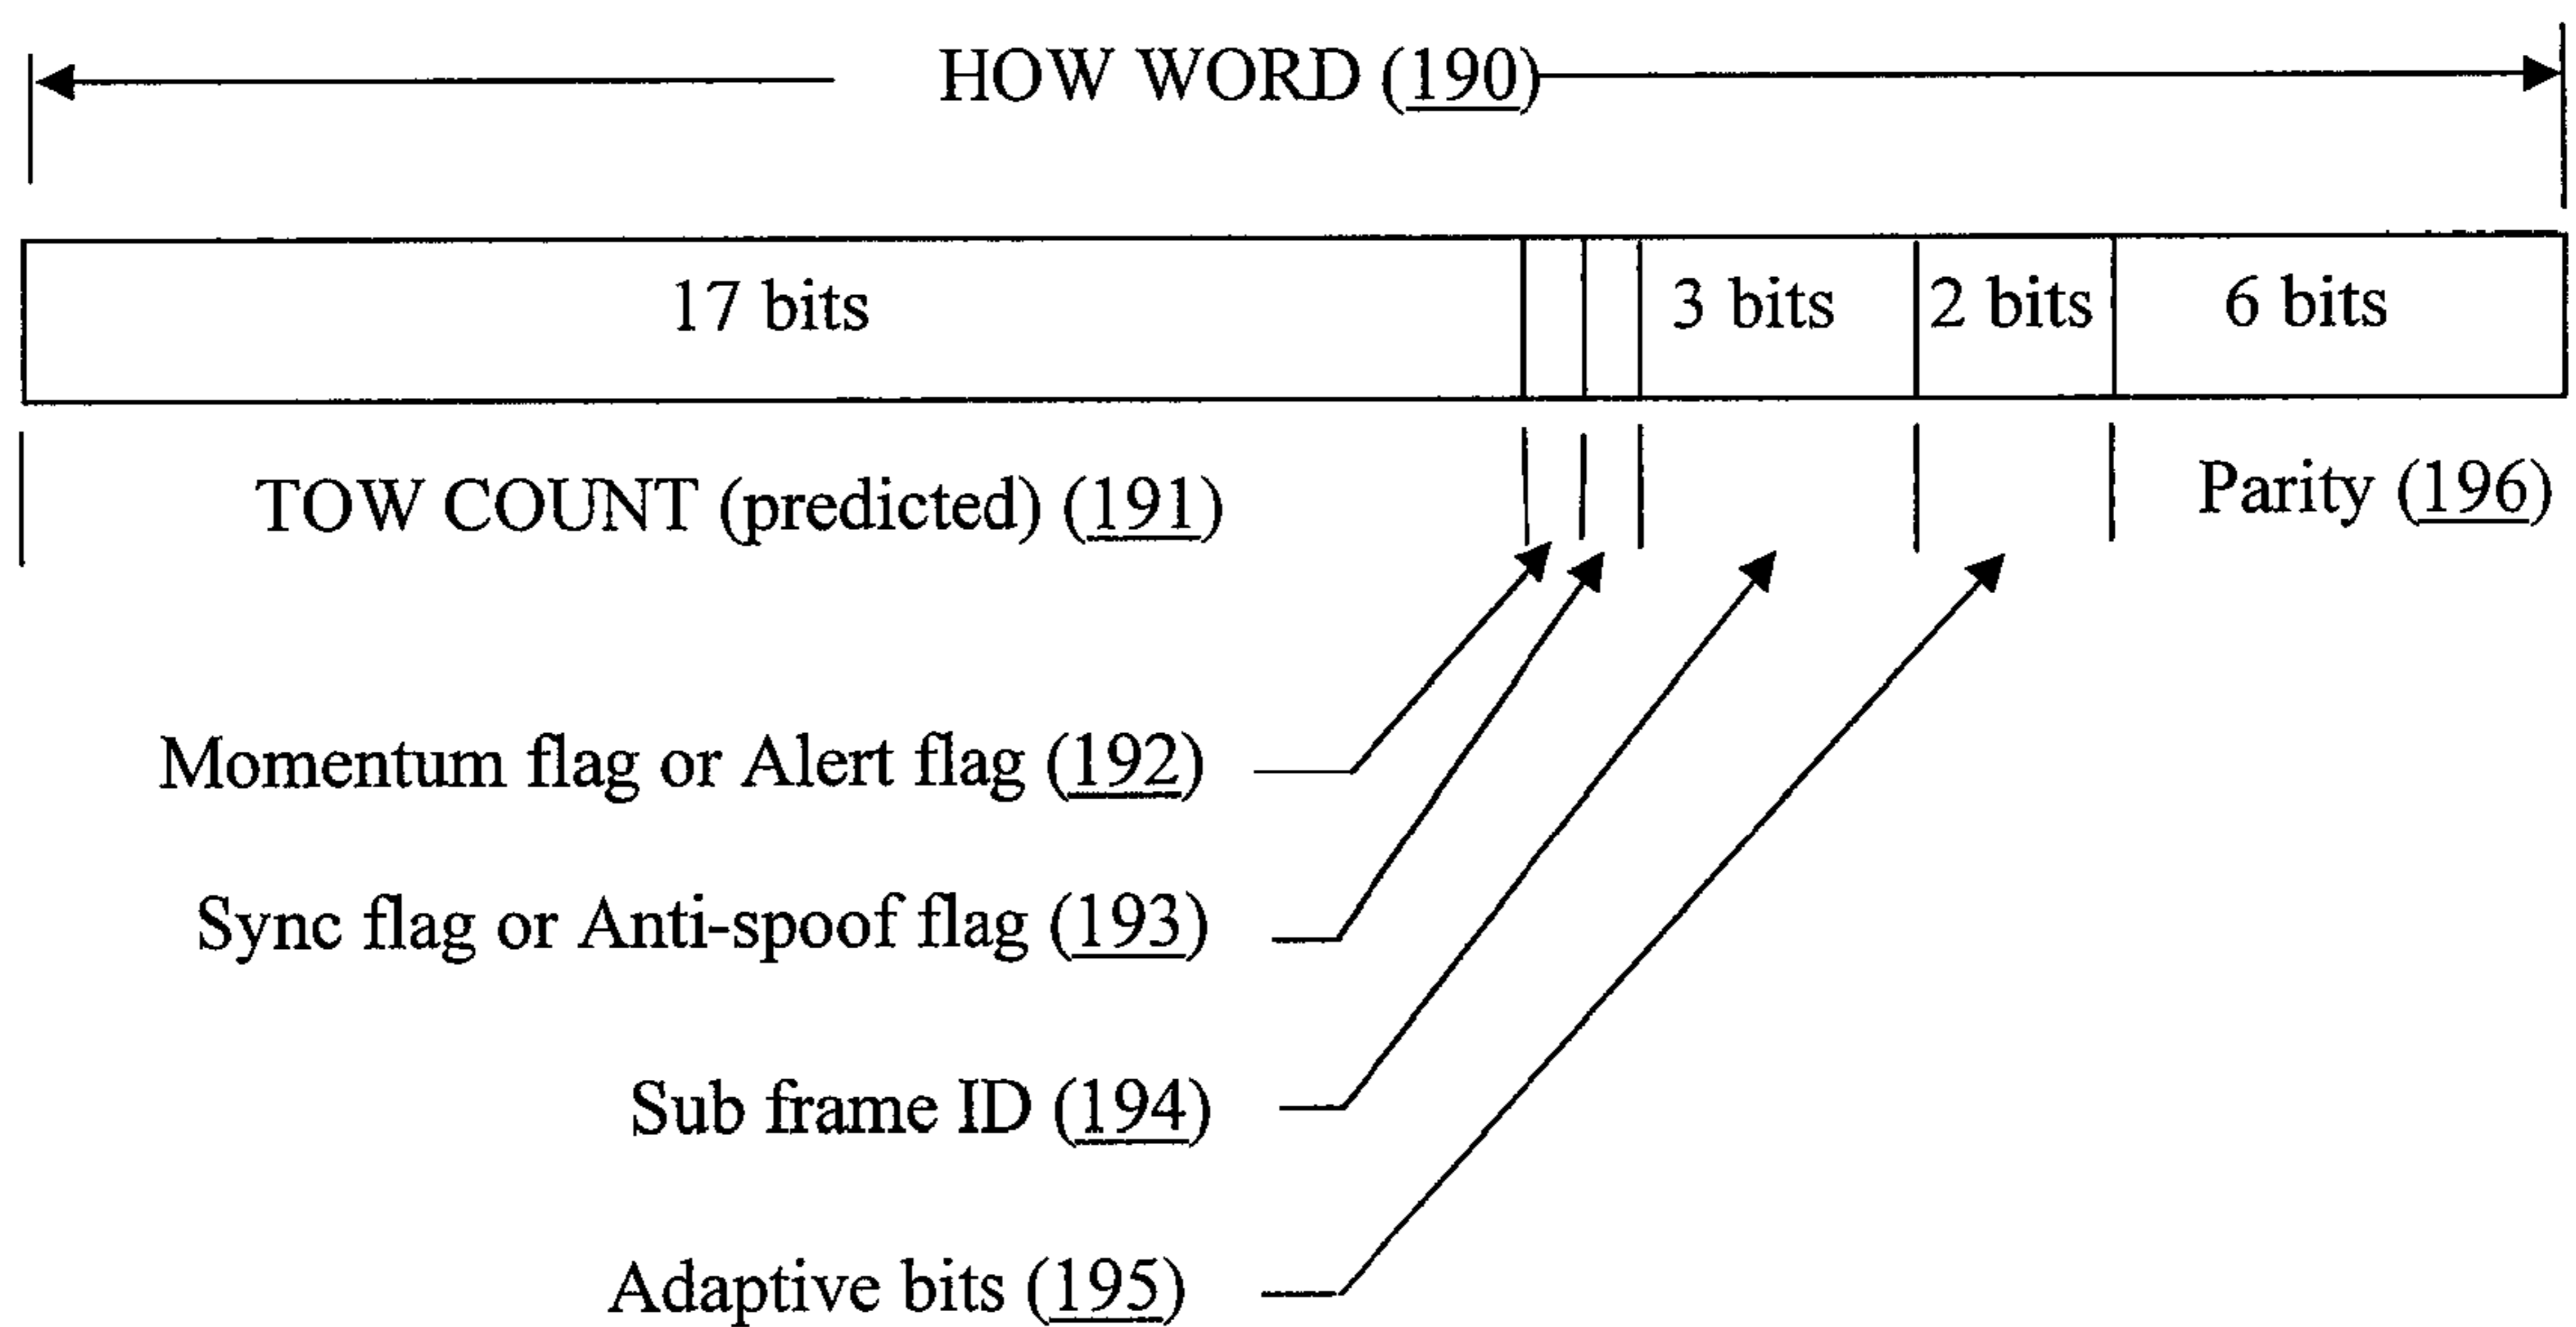 HOW WORD (190)
17 bits
3 bits
2 bits
6 bits
TOW COUNT (predicted) (191)
Parity (196)
Momentum flag or Alert flag (192)
Sync flag or Anti-spoof flag (193)
Sub frame ID (194)
Adaptive bits (195)